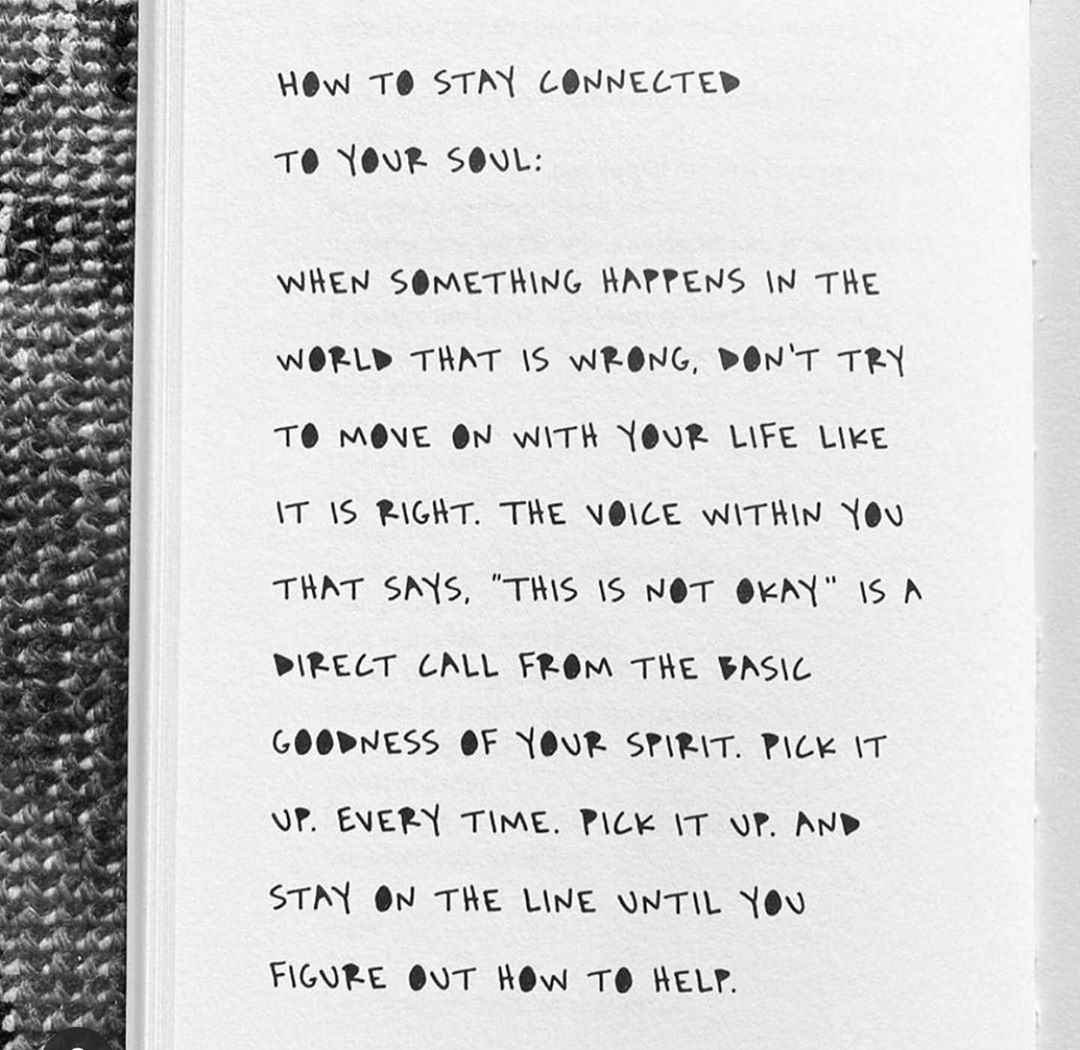 HOW TO STAY CONNECTED
TO YOUR SOUL:
WHEN SOMETHING HAPPENS IN THE
WORLD THAT IS WRONG, DON'T TRY
TO MOVE ON WITH YOUR LIFE LIKE
IT IS RIGHT. THE VOICE WITHIN YOU
THAT SAYS, "THIS IS NOT OKAY" IS A
DIRECT CALL FROM THE BASIC
GOODNESS OF YOUR SPIRIT. PICK IT
UP. EVERY TIME. PICK IT UP. AND
STAY ON THE LINE UNTIL YOU
FIGURE OUT HOW TO HELP.